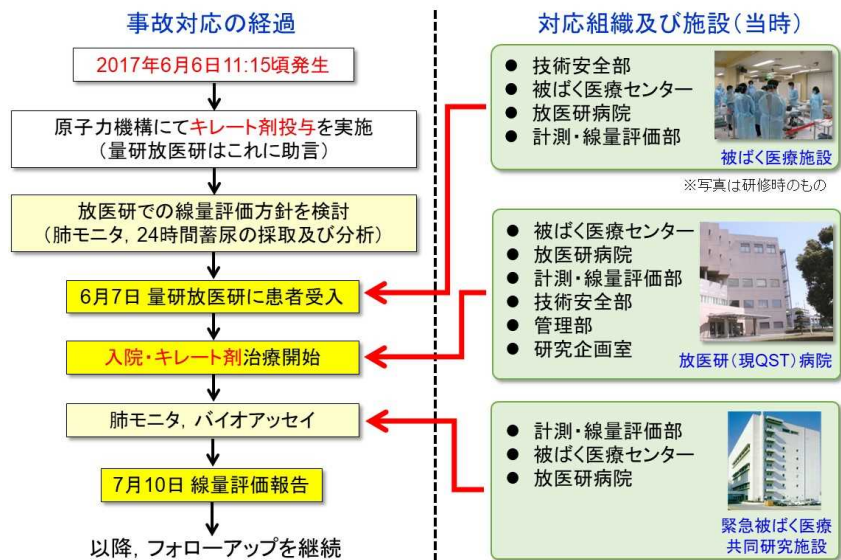 事故対応の経過
2017年6月6日11:15頃発生
原子力機構にてキレート剤投与を実施
(量研放医研はこれに助言)
放医研での線量評価方針を検討
(肺モニタ, 24時間蓄尿の採取及び分析)
6月7日 量研放医研に患者受入
入院・キレート剤治療開始
肺モニタ, バイオアッセイ
7月10日 線量評価報告
以降, フォローアップを継続
対応組織及び施設(当時)
● 技術安全部
● 被ばく医療センター
● 放医研病院
● 計測・線量評価部
被ばく医療施設
※写真は研修時のもの
● 被ばく医療センター
● 放医研病院
● 計測・線量評価部
● 技術安全部
● 管理部
● 研究企画室
放医研(現QST)病院
● 計測・線量評価部
● 被ばく医療センター
● 放医研病院
緊急被ばく医療
共同研究施設